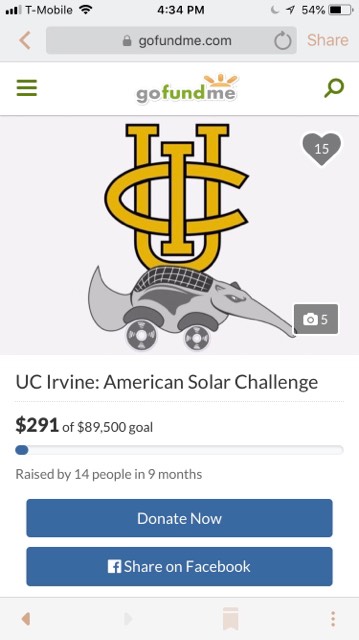 T-Mobile 4:34 PM 54%
gofundme.com Share
gofundme
15
UCI
5
UC Irvine: American Solar Challenge
$291 of $89,500 goal
Raised by 14 people in 9 months
Donate Now
Share on Facebook